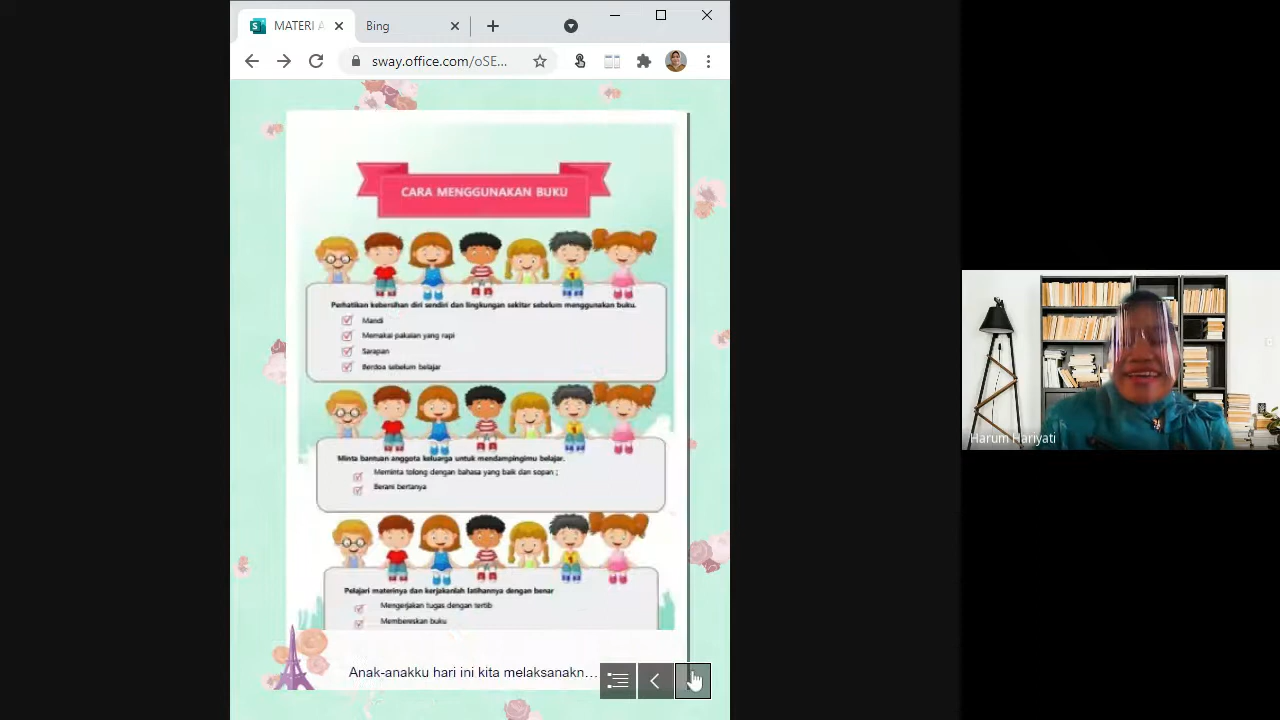 MATERI A
Bing
sway.office.com/oSE...
CARA MENGGUNAKAN BUKU
Perhatikan kebersihan diri sendiri dan lingkungan sekitar sebelum menggunakan buku.
Mandi
Memakai pakaian yang rapi
Sarapan
Berdoa sebelum belajar
Minta bantuan anggota keluarga untuk mendampingimu belajar.
Meminta tolong dengan bahasa yang baik dan sopan ;
Berani bertanya
Pelajari materinya dan kerjakanlah latihannya dengan benar
Mengerjakan tugas dengan tertib
Membereskan buku
Anak-anakku hari ini kita melaksanakn...
Harum Hariyati